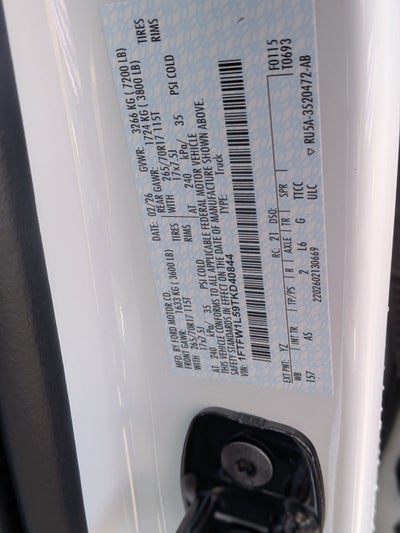 MFD. BY FORD MOTOR CO.
DATE: 02/26 GVWR: 3266 KG ( 7200 LB)
FRONT GAWR: 1633 KG ( 3600 LB) REAR GAWR: 1724 KG ( 3800 LB)
265/70R17 115T TIRES 265/70R17 115T TIRES
WITH 17x7.5J RIMS WITH 17x7.5J RIMS
AT 240 kPa/ 35 PSI COLD AT 240 kPa/ 35 PSI COLD
THIS VEHICLE CONFORMS TO ALL APPLICABLE FEDERAL MOTOR VEHICLE
SAFETY STANDARDS IN EFFECT ON THE DATE OF MANUFACTURE SHOWN ABOVE.
VIN: 1FTFW1L59TKD40844
TYPE: Truck
F0115
T0693
EXT PNT: YZ RC: 21 DSO:
WB INT TR TP/PS R AXLE TR SPR
157 AS 2 L6 G TTCC
ULC
2202602130669
▽ RU5A-3520472-AB